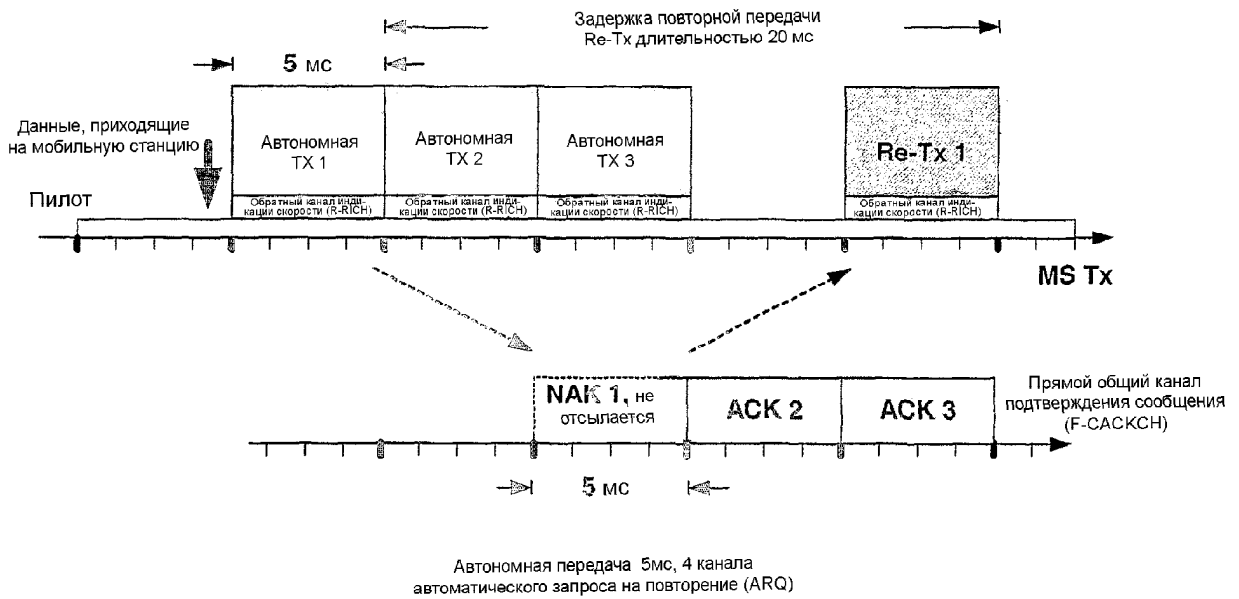 Задержка повторной передачи
Re-Tx длительностью 20 мс
5 мс
Данные, приходящие
на мобильную станцию
Автономная
TX 1
Автономная
TX 2
Автономная
TX 3
Re-Tx 1
Пилот
Обратный канал инди-
кации скорости (R-RICH)
Обратный канал инди-
кации скорости (R-RICH)
Обратный канал инди-
кации скорости (R-RICH)
Обратный канал инди-
кации скорости (R-RICH)
MS Tx
NAK 1, не
отсылается
ACK 2
ACK 3
Прямой общий канал
подтверждения сообщения
(F-CACKCH)
5 мс
Автономная передача 5мс, 4 канала
автоматического запроса на повторение (ARQ)